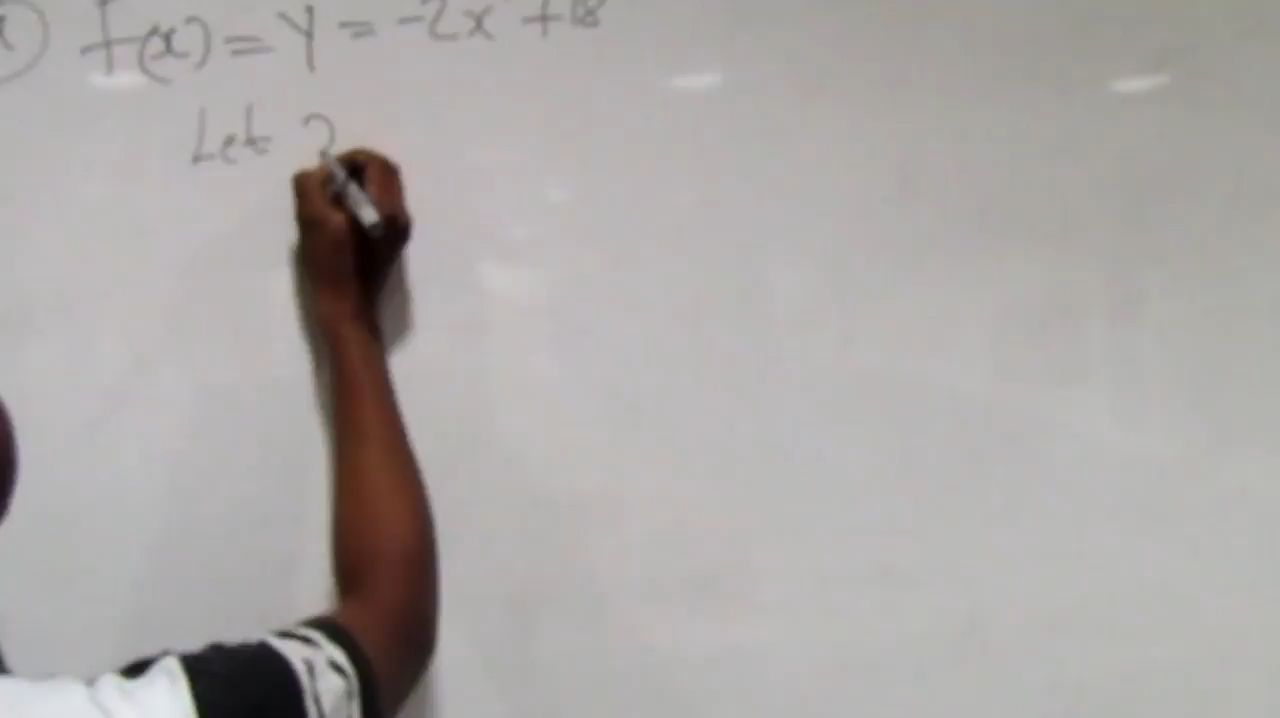 f(x) = y = -2x + 18
Let